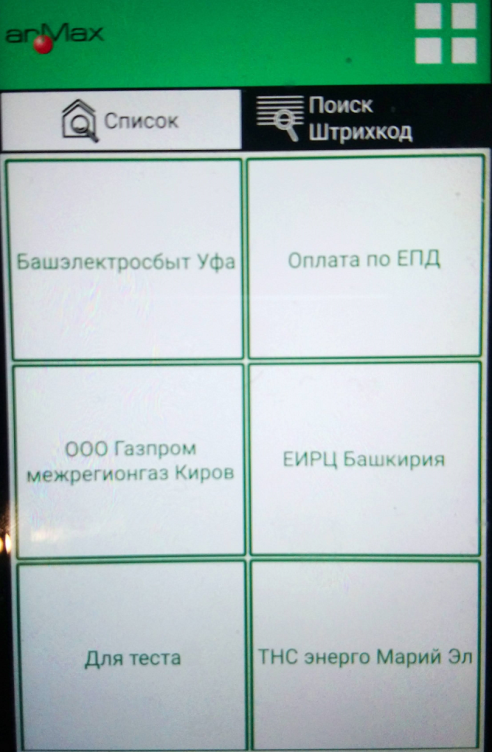 anMax
Список
Поиск
Штрихкод
Башэлектросбыт Уфа
Оплата по ЕПД
ООО Газпром
межрегионгаз Киров
ЕИРЦ Башкирия
Для теста
ТНС энерго Марий Эл